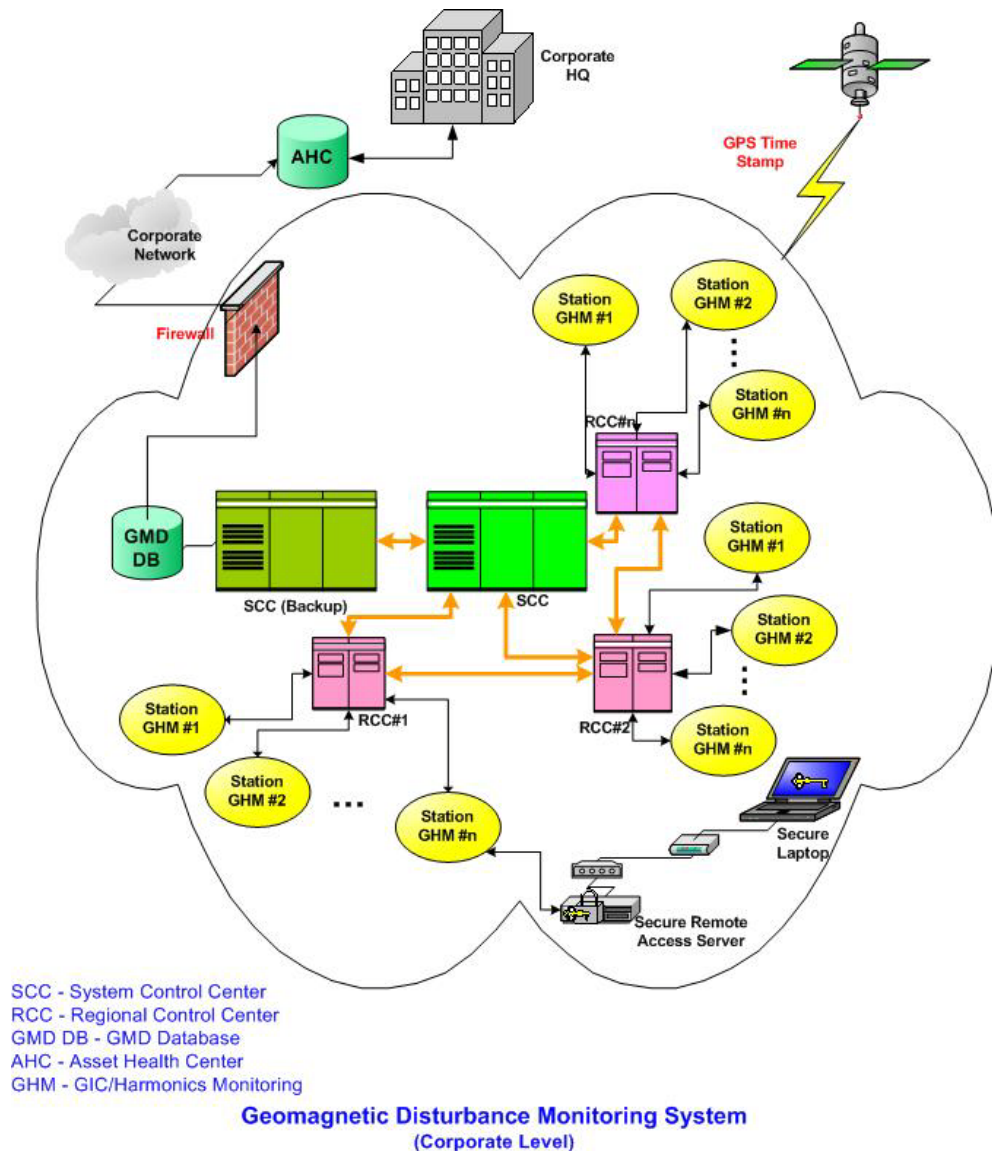 Corporate
HQ
AHC
GPS Time
Stamp
Corporate
Network
Firewall
Station
GHM #1
Station
GHM #2
Station
GHM #n
RCC#n
GMD
DB
SCC (Backup)
SCC
Station
GHM #1
Station
GHM #2
Station
GHM #n
RCC#2
RCC#1
Station
GHM #1
Station
GHM #2
Station
GHM #n
Secure
Laptop
Secure Remote
Access Server
SCC - System Control Center
RCC - Regional Control Center
GMD DB - GMD Database
AHC - Asset Health Center
GHM - GIC/Harmonics Monitoring
Geomagnetic Disturbance Monitoring System
(Corporate Level)